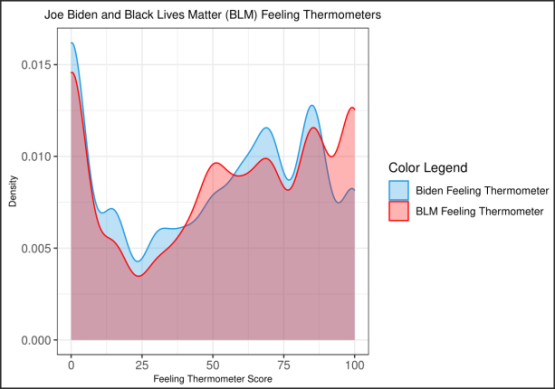 Joe Biden and Black Lives Matter (BLM) Feeling Thermometers
0.015
0.010
0.005
0.000
Density
0
25
50
75
100
Feeling Thermometer Score
Color Legend
Biden Feeling Thermometer
BLM Feeling Thermometer